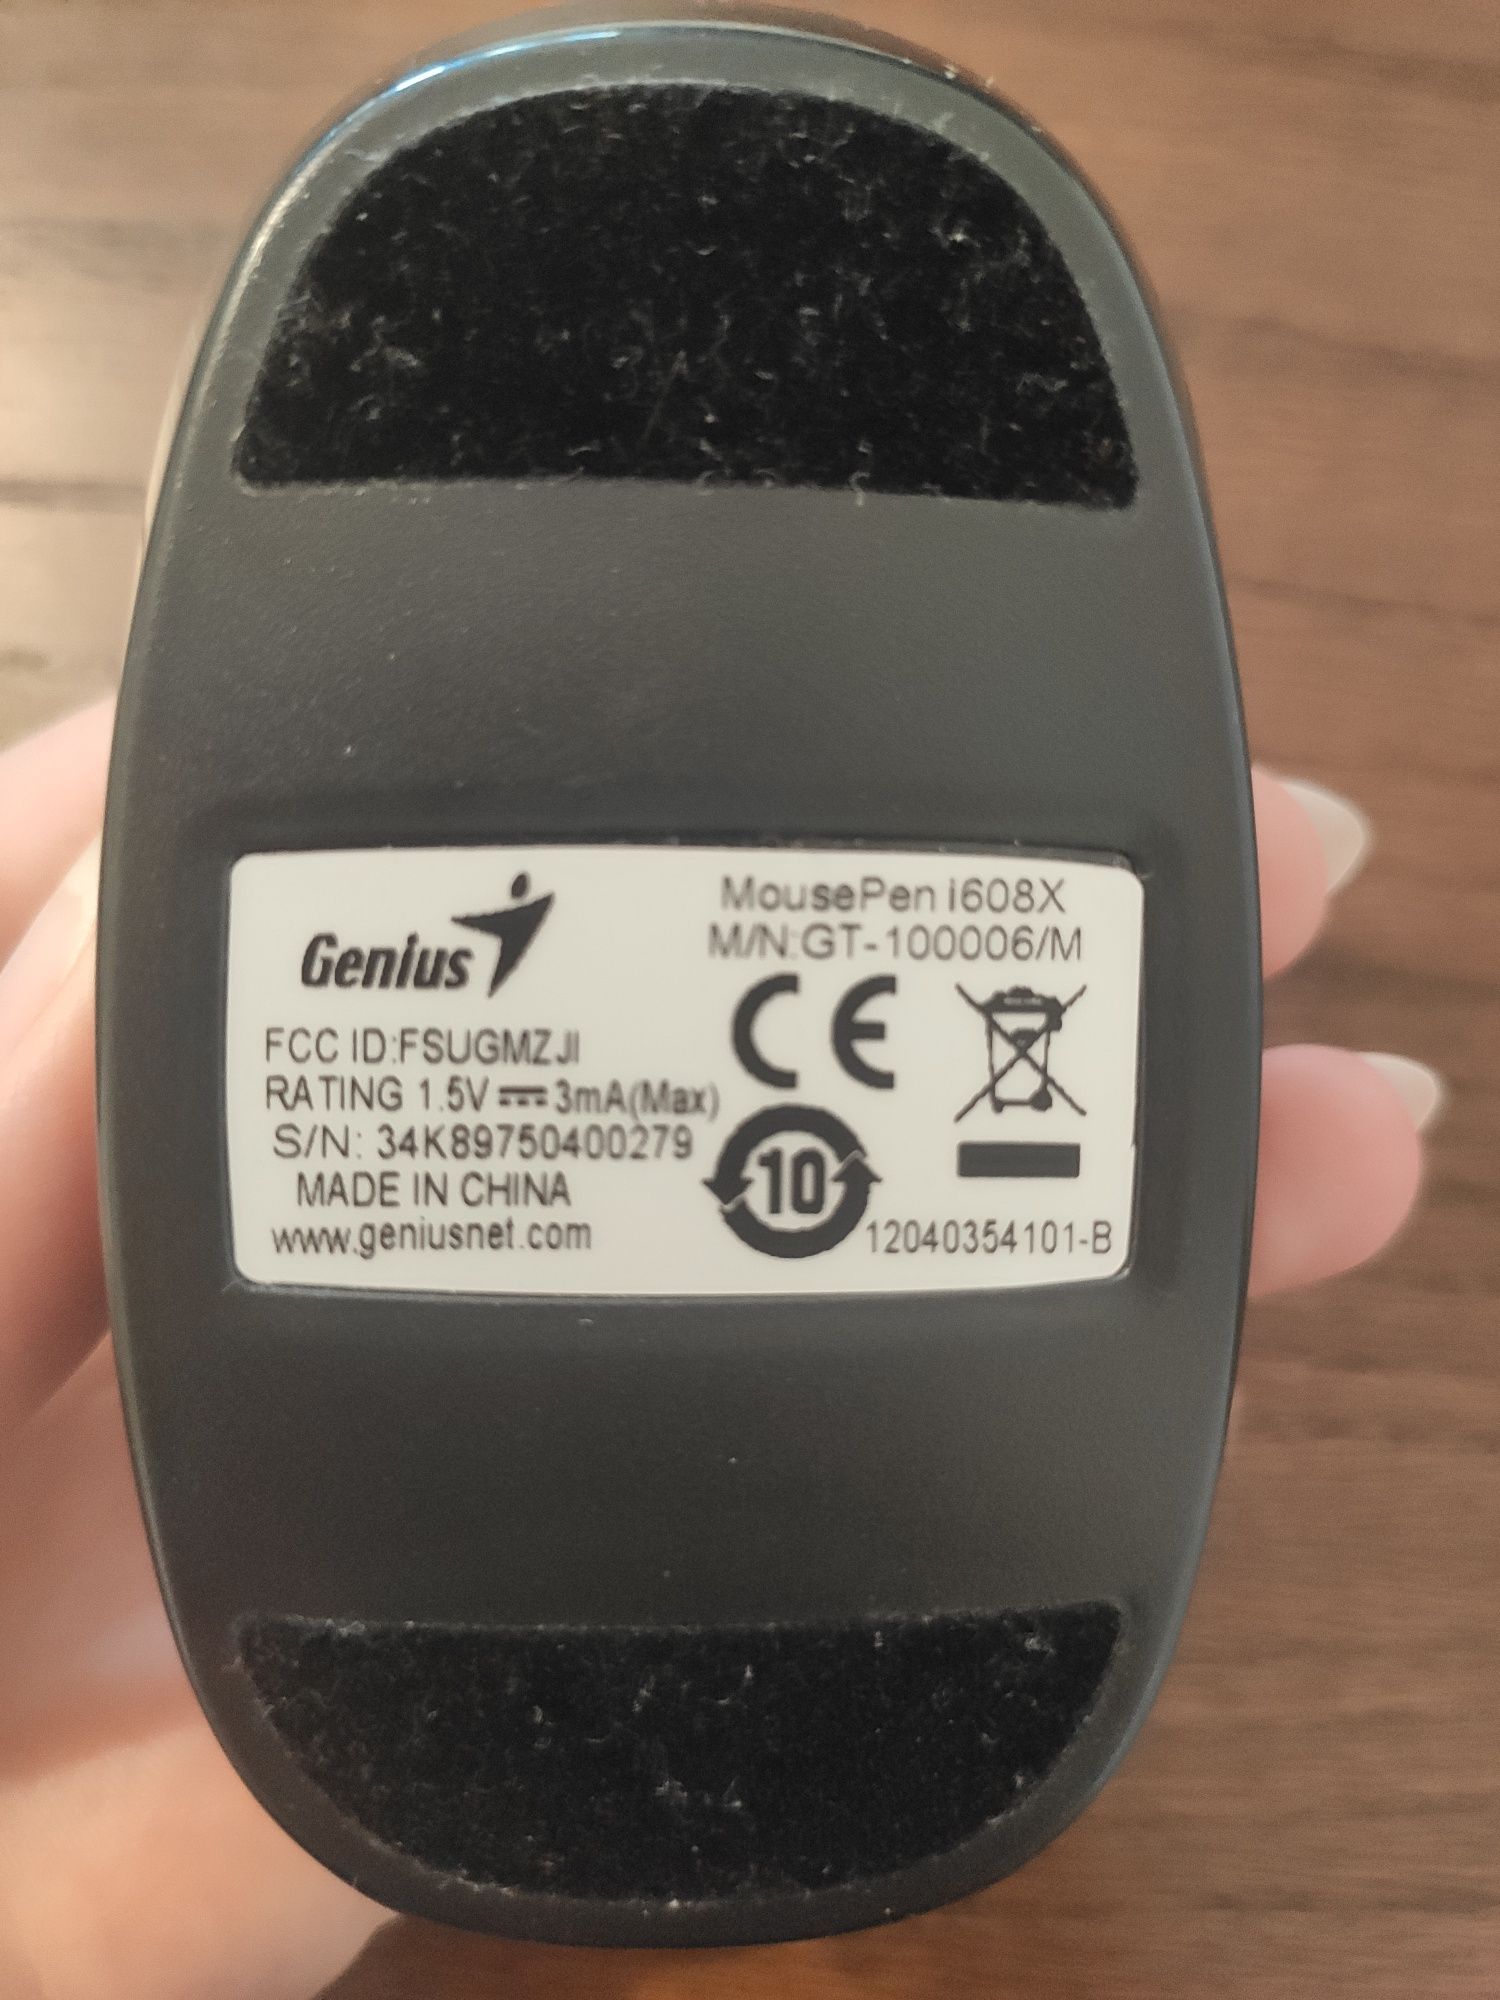 Genius
MousePen i608X
M/N:GT-100006/M
CE
FCC ID:FSUGMZJI
RATING 1.5V 3mA(Max)
S/N: 34K89750400279
MADE IN CHINA
www.geniusnet.com
10
12040354101-B